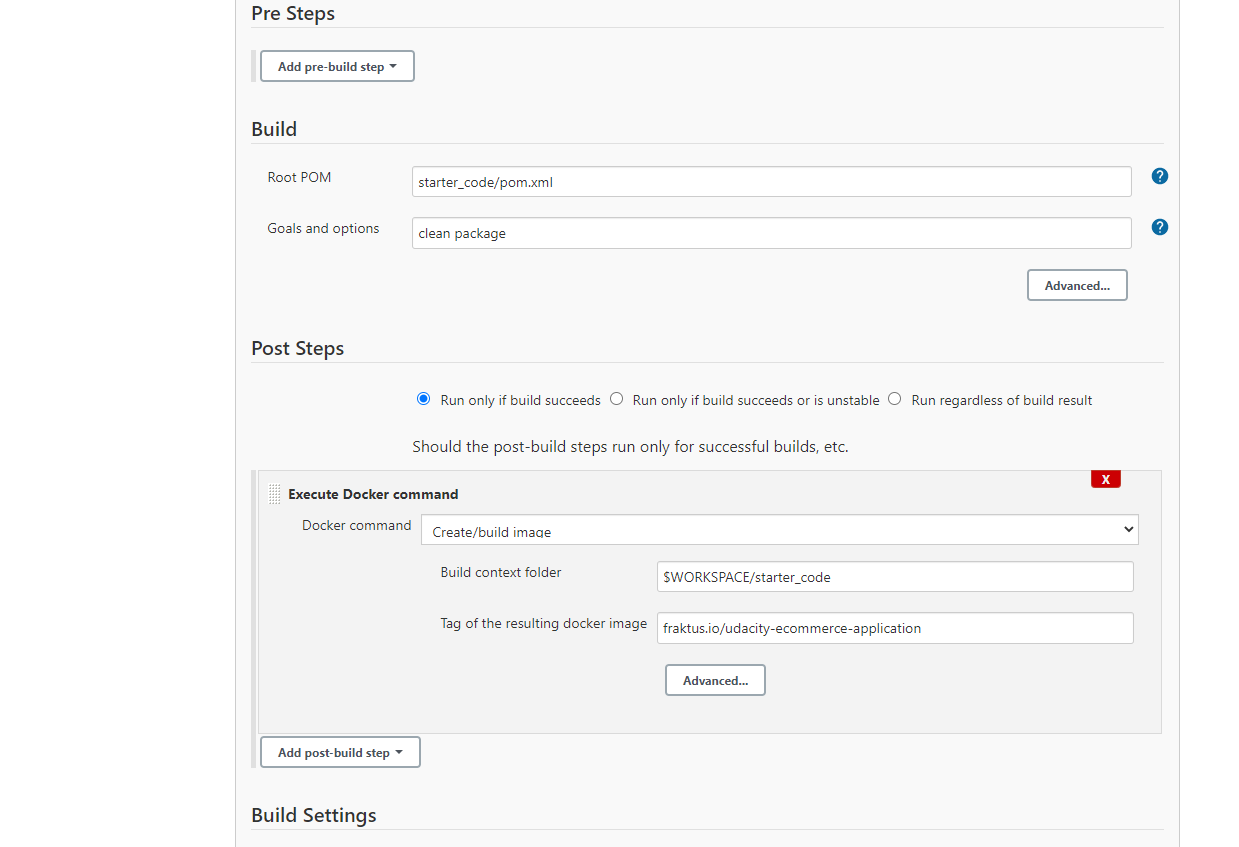 Pre Steps
Add pre-build step
Build
Root POM
starter_code/pom.xml
?
Goals and options
clean package
?
Advanced...
Post Steps
Run only if build succeeds Run only if build succeeds or is unstable Run regardless of build result
Should the post-build steps run only for successful builds, etc.
X
Execute Docker command
Docker command
Create/build image
Build context folder
$WORKSPACE/starter_code
Tag of the resulting docker image
fraktus.io/udacity-ecommerce-application
Advanced...
Add post-build step
Build Settings